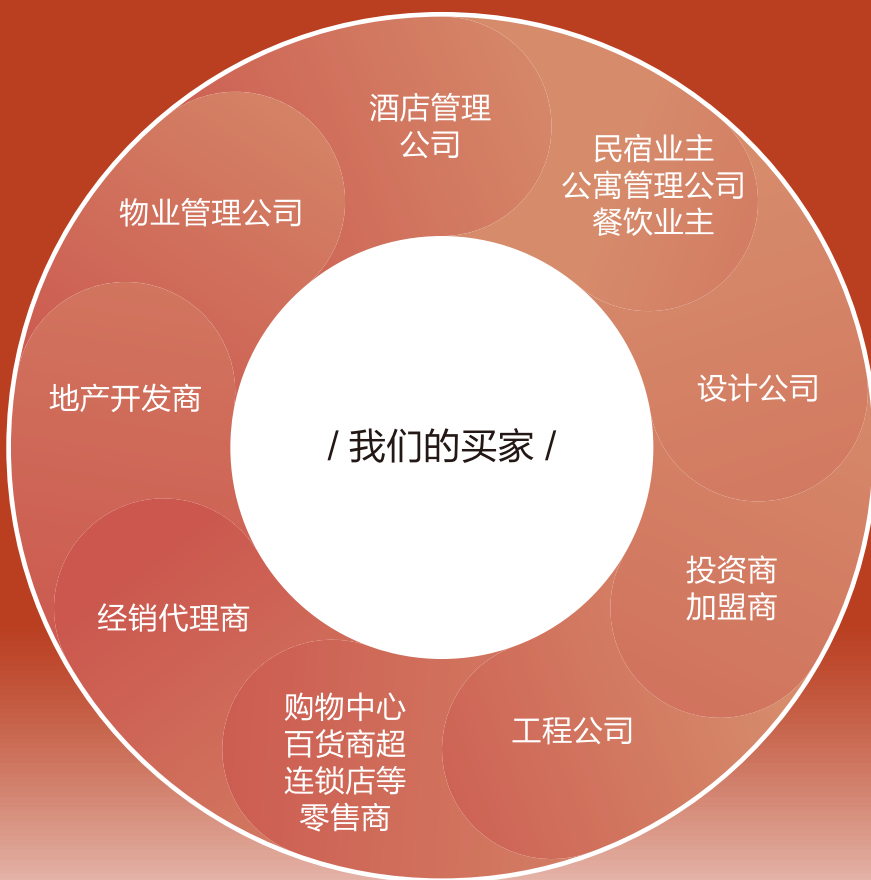 酒店管理
公司
民宿业主
公寓管理公司
餐饮业主
设计公司
投资商
加盟商
工程公司
购物中心
百货商超
连锁店等
零售商
经销代理商
地产开发商
物业管理公司
/ 我们的买家 /